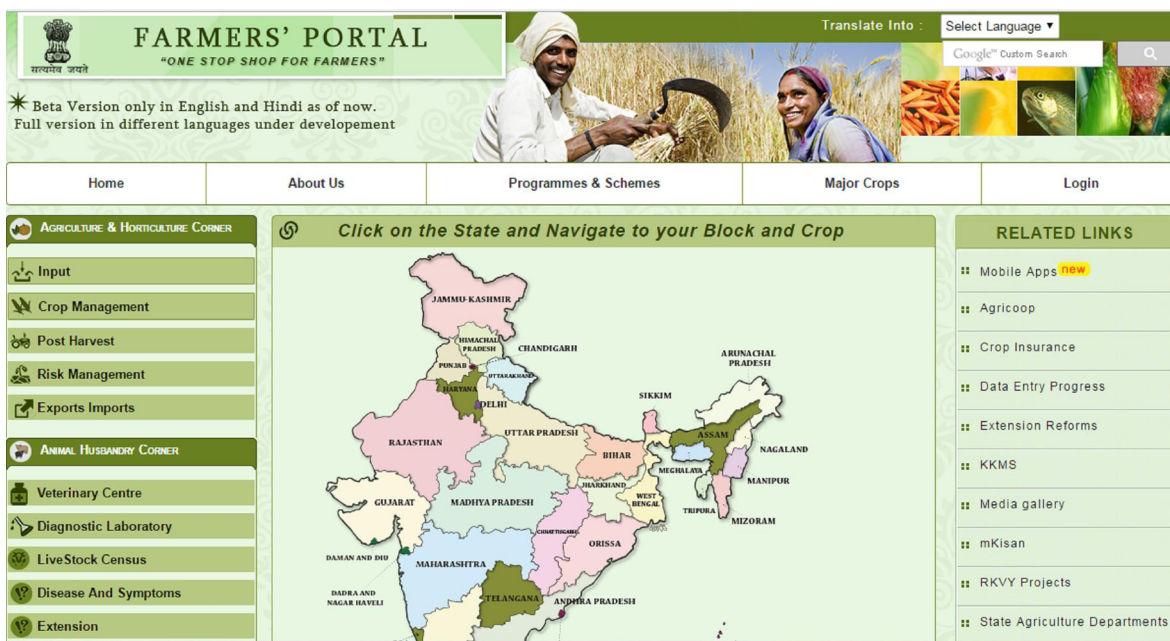 FARMERS' PORTAL
"ONE STOP SHOP FOR FARMERS"
सत्यमेव जयते
Translate Into :
Select Language ▼
Google™ Custom Search
Beta Version only in English and Hindi as of now.
Full version in different languages under developement
Home
About Us
Programmes & Schemes
Major Crops
Login
AGRICULTURE & HORTICULTURE CORNER
Input
Crop Management
Post Harvest
Risk Management
Exports Imports
ANIMAL HUSBANDRY CORNER
Veterinary Centre
Diagnostic Laboratory
LiveStock Census
Disease And Symptoms
Extension
Click on the State and Navigate to your Block and Crop
JAMMU-KASHMIR
HIMACHAL
PRADESH
CHANDIGARH
PUNJAB
UTTARAKHAND
HARYANA
DELHI
ARUNACHAL
PRADESH
SIKKIM
RAJASTHAN
UTTAR PRADESH
BIHAR
ASSAM
NAGALAND
MEGHALAYA
MANIPUR
JHARKHAND
WEST
BENGAL
TRIPURA
MIZORAM
GUJARAT
MADHYA PRADESH
CHHATTISGARH
ORISSA
DAMAN AND DIU
MAHARASHTRA
DADRA AND
NAGAR HAVELI
TELANGANA
ANDHRA PRADESH
RELATED LINKS
Mobile Apps new
Agricoop
Crop Insurance
Data Entry Progress
Extension Reforms
KKMS
Media gallery
mKisan
RKVY Projects
State Agriculture Departments